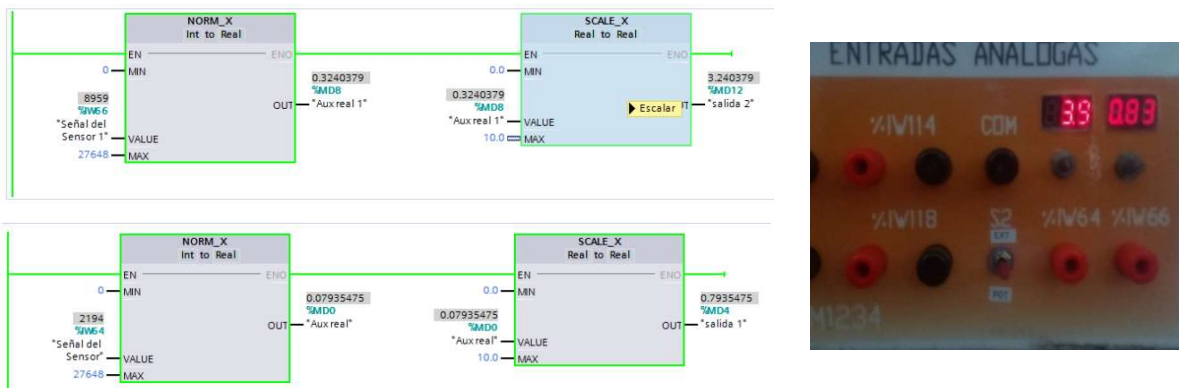 NORM_X
Int to Real
EN
ENO
0
MIN
8959
%IW66
"Señal del
Sensor 1"
VALUE
27648
MAX
OUT
0.3240379
%MD8
"Aux real 1"
SCALE_X
Real to Real
EN
ENO
0.0
MIN
0.3240379
%MD8
"Aux real 1"
VALUE
10.0
MAX
Escalar
3.240379
%MD12
"salida 2"
NORM_X
Int to Real
EN
ENO
0
MIN
2194
%IW64
"Señal del
Sensor"
VALUE
27648
MAX
OUT
0.07935475
%MD0
"Aux real"
SCALE_X
Real to Real
EN
ENO
0.0
MIN
0.07935475
%MD0
"Aux real"
VALUE
10.0
MAX
OUT
0.7935475
%MD4
"salida 1"
ENTRADAS ANALOGAS
%IW114 COM
%IW118 S2 %IW64 %IW66
EXT
POT
M1234